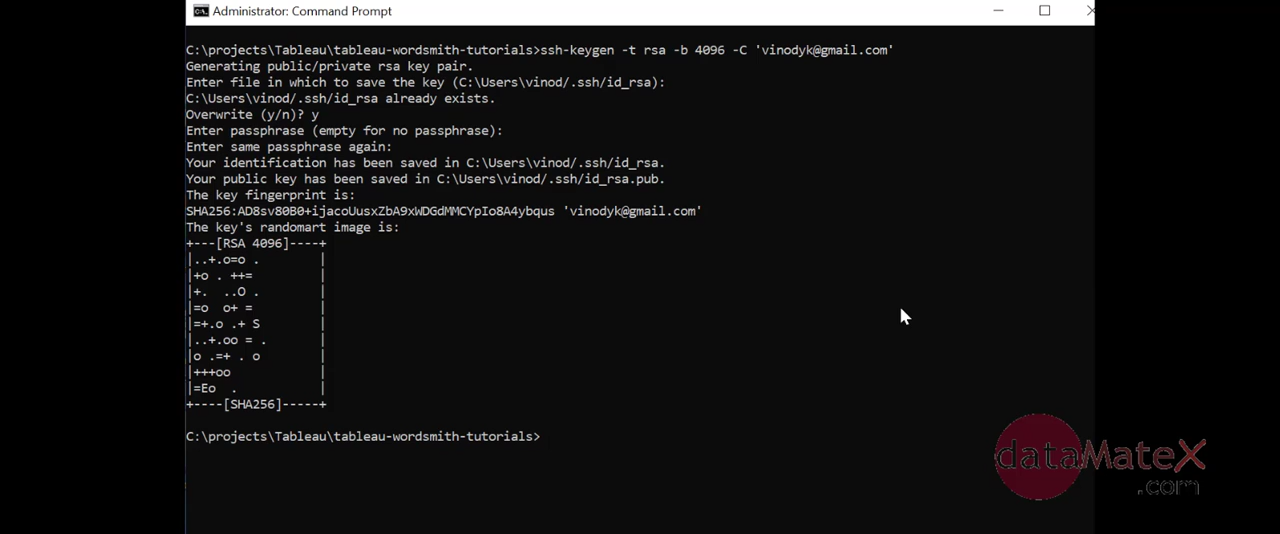 Administrator: Command Prompt
C:\projects\Tableau\tableau-wordsmith-tutorials>ssh-keygen -t rsa -b 4096 -C 'vinodyk@gmail.com'
Generating public/private rsa key pair.
Enter file in which to save the key (C:\Users\vinod/.ssh/id_rsa):
C:\Users\vinod/.ssh/id_rsa already exists.
Overwrite (y/n)? y
Enter passphrase (empty for no passphrase):
Enter same passphrase again:
Your identification has been saved in C:\Users\vinod/.ssh/id_rsa.
Your public key has been saved in C:\Users\vinod/.ssh/id_rsa.pub.
The key fingerprint is:
SHA256:AD8sv80B0+ijacoUusxZbA9xWDGdMMCYpIo8A4ybqus 'vinodyk@gmail.com'
The key's randomart image is:
+---[RSA 4096]----+
|..+.o=o .        |
|+o . ++=         |
|+.  ..O .        |
|=o  o+ =         |
|=+.o .+ S        |
|..+.oo = .       |
|o .=+ . o        |
|+++oo            |
|=Eo  .           |
+----[SHA256]-----+
C:\projects\Tableau\tableau-wordsmith-tutorials>
dataMateX
.com